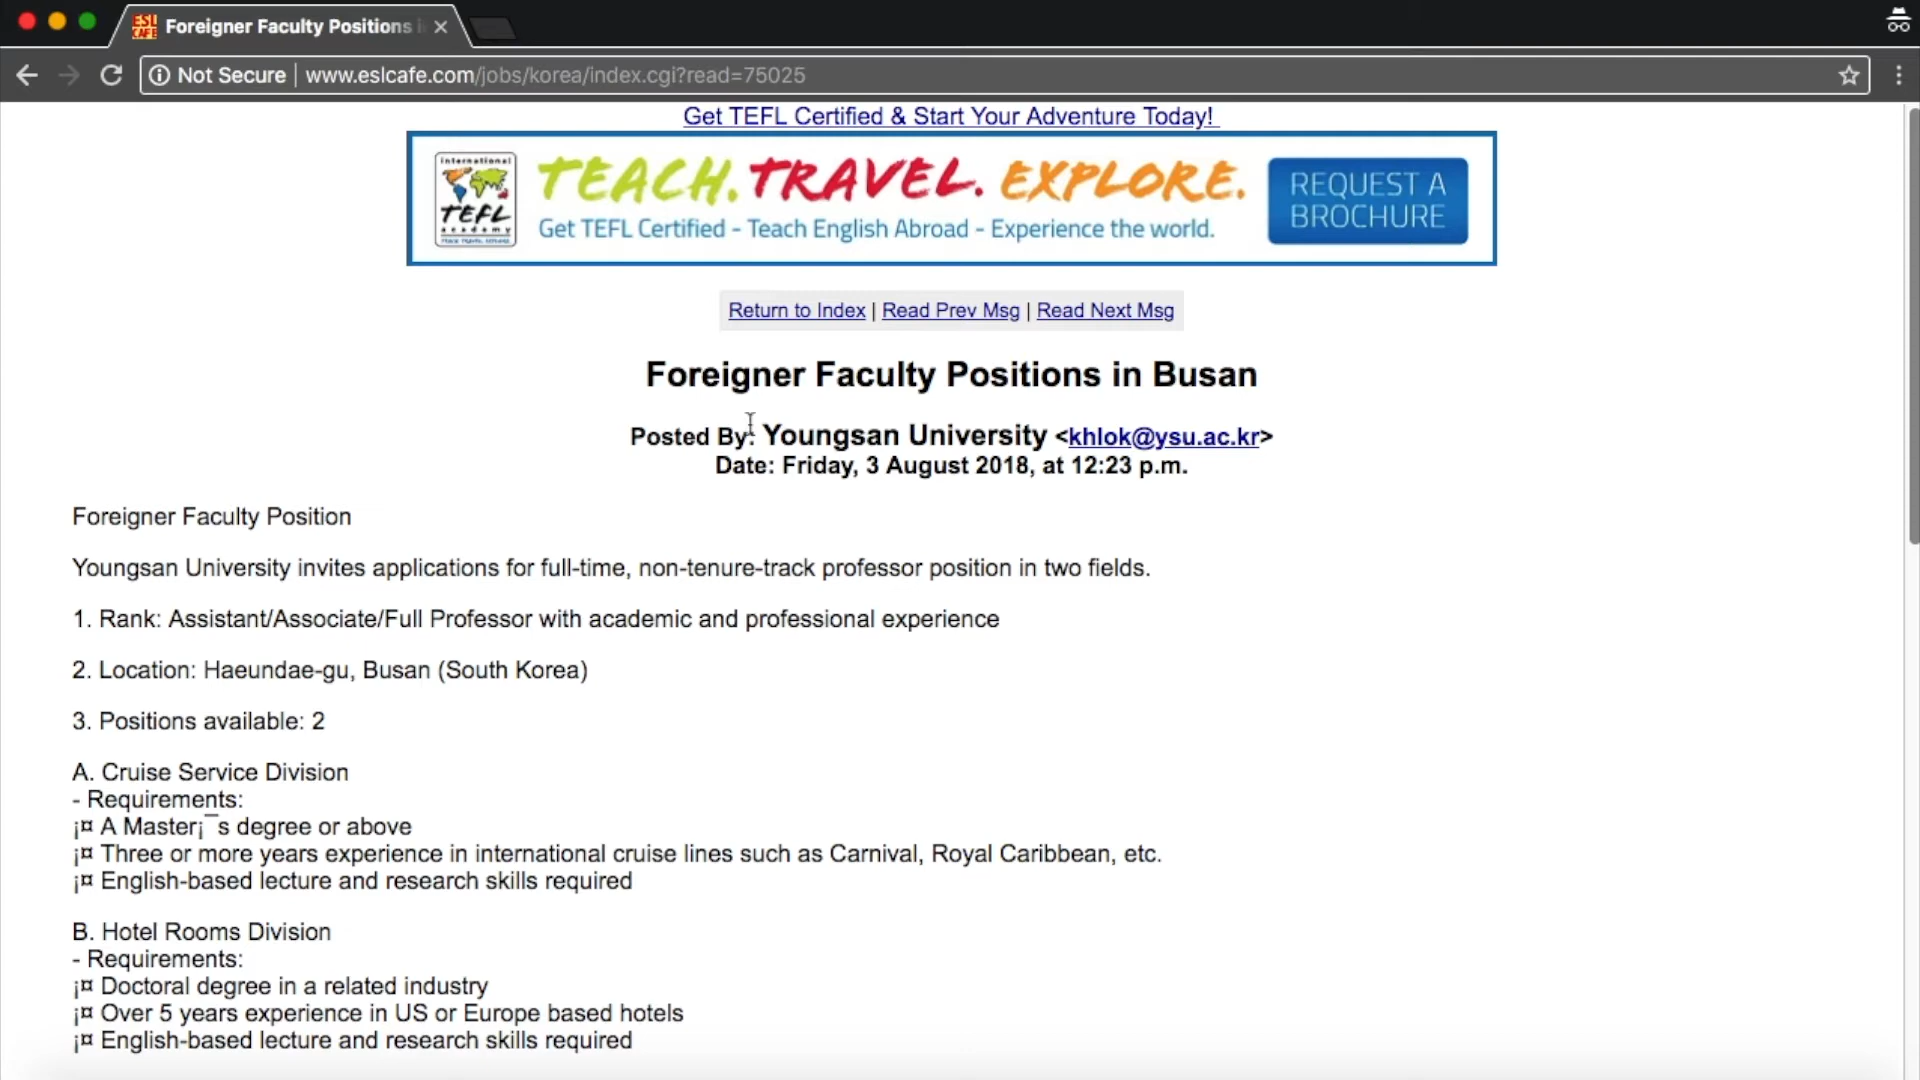 ESL
CAFE
Foreigner Faculty Positions
Not Secure | www.eslcafe.com/jobs/korea/index.cgi?read=75025
Get TEFL Certified & Start Your Adventure Today!
international
TEFL
academy
TEACH. TRAVEL. EXPLORE.
TEACH. TRAVEL. EXPLORE.
Get TEFL Certified - Teach English Abroad - Experience the world.
REQUEST A
BROCHURE
Return to Index | Read Prev Msg | Read Next Msg
Foreigner Faculty Positions in Busan
Posted By: Youngsan University <khlok@ysu.ac.kr>
Date: Friday, 3 August 2018, at 12:23 p.m.
Foreigner Faculty Position
Youngsan University invites applications for full-time, non-tenure-track professor position in two fields.
1. Rank: Assistant/Associate/Full Professor with academic and professional experience
2. Location: Haeundae-gu, Busan (South Korea)
3. Positions available: 2
A. Cruise Service Division
- Requirements:
¡¤ A Master¡¯s degree or above
¡¤ Three or more years experience in international cruise lines such as Carnival, Royal Caribbean, etc.
¡¤ English-based lecture and research skills required
B. Hotel Rooms Division
- Requirements:
¡¤ Doctoral degree in a related industry
¡¤ Over 5 years experience in US or Europe based hotels
¡¤ English-based lecture and research skills required